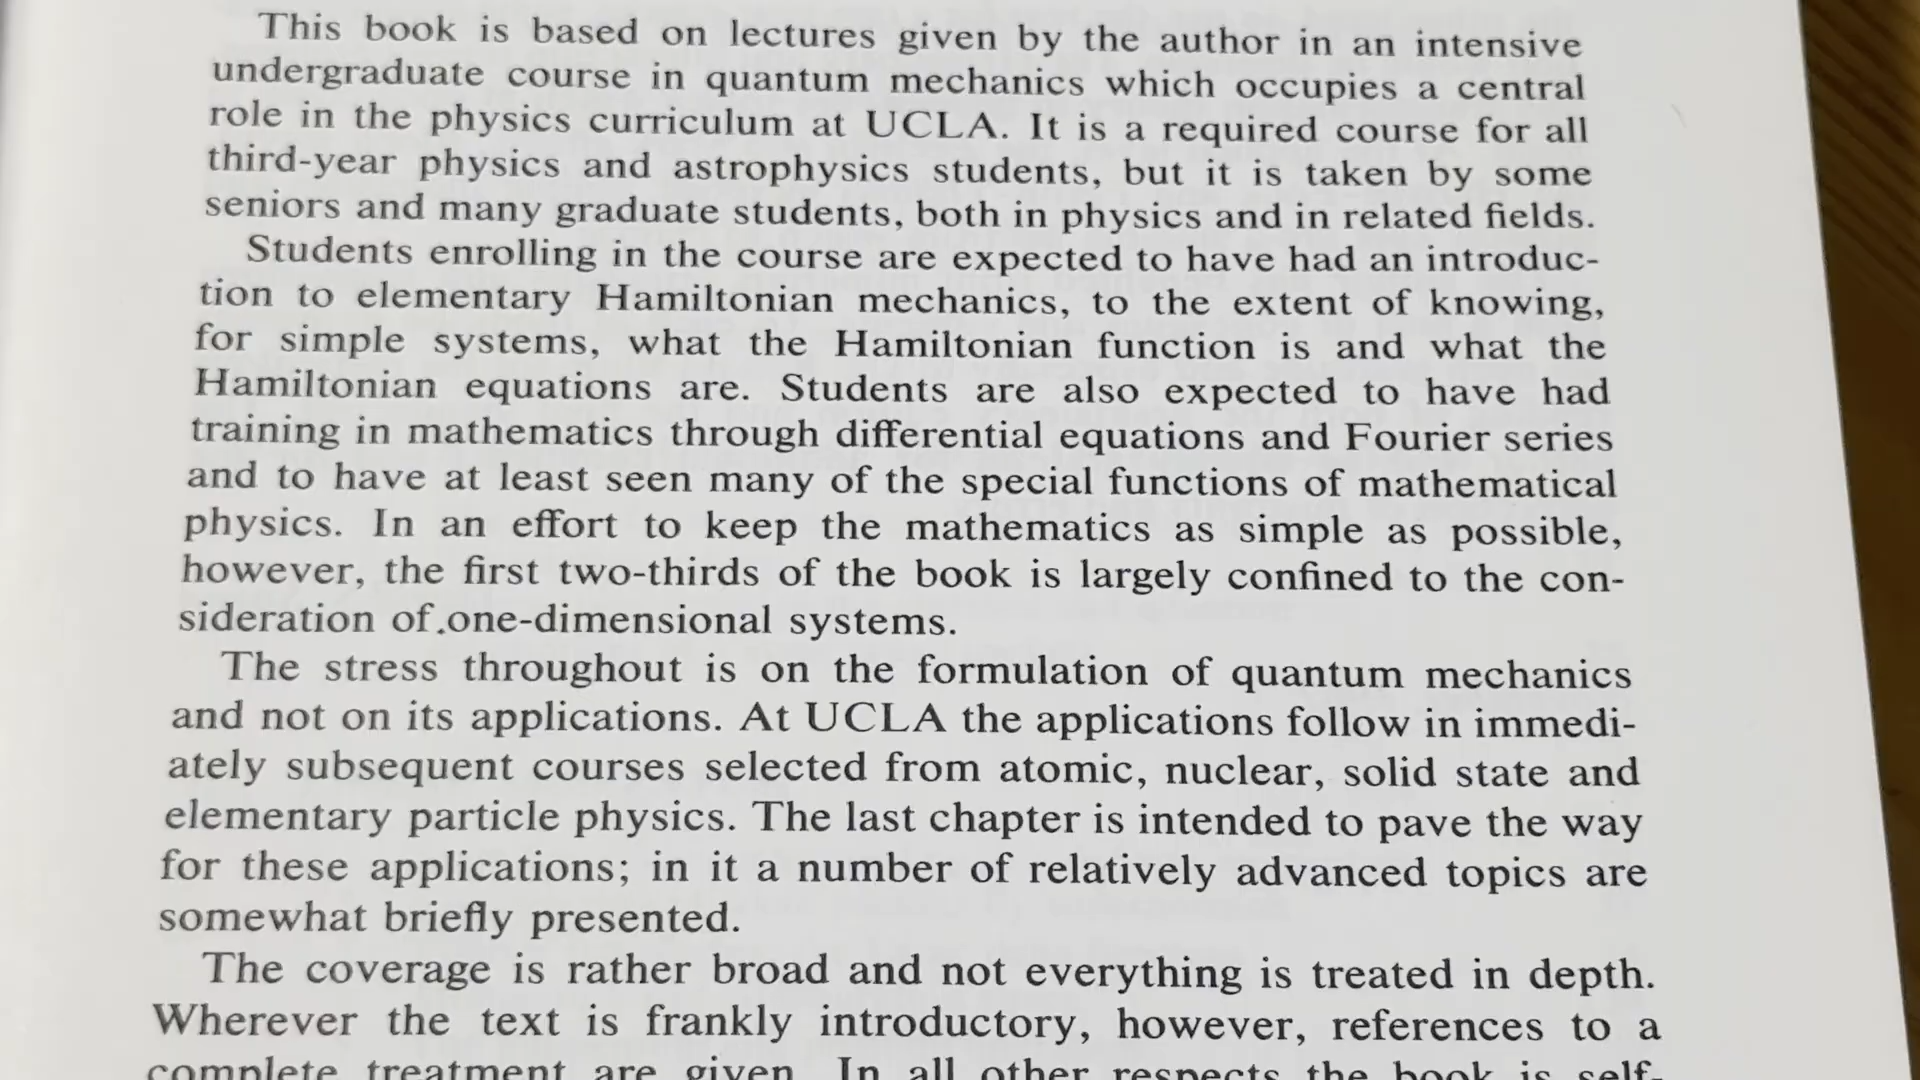 This book is based on lectures given by the author in an intensive
undergraduate course in quantum mechanics which occupies a central
role in the physics curriculum at UCLA. It is a required course for all
third-year physics and astrophysics students, but it is taken by some
seniors and many graduate students, both in physics and in related fields.
Students enrolling in the course are expected to have had an introduc-
tion to elementary Hamiltonian mechanics, to the extent of knowing,
for simple systems, what the Hamiltonian function is and what the
Hamiltonian equations are. Students are also expected to have had
training in mathematics through differential equations and Fourier series
and to have at least seen many of the special functions of mathematical
physics. In an effort to keep the mathematics as simple as possible,
however, the first two-thirds of the book is largely confined to the con-
sideration of one-dimensional systems.
The stress throughout is on the formulation of quantum mechanics
and not on its applications. At UCLA the applications follow in immedi-
ately subsequent courses selected from atomic, nuclear, solid state and
elementary particle physics. The last chapter is intended to pave the way
for these applications; in it a number of relatively advanced topics are
somewhat briefly presented.
The coverage is rather broad and not everything is treated in depth.
Wherever the text is frankly introductory, however, references to a
complete treatment are given. In all other respects the book is self-